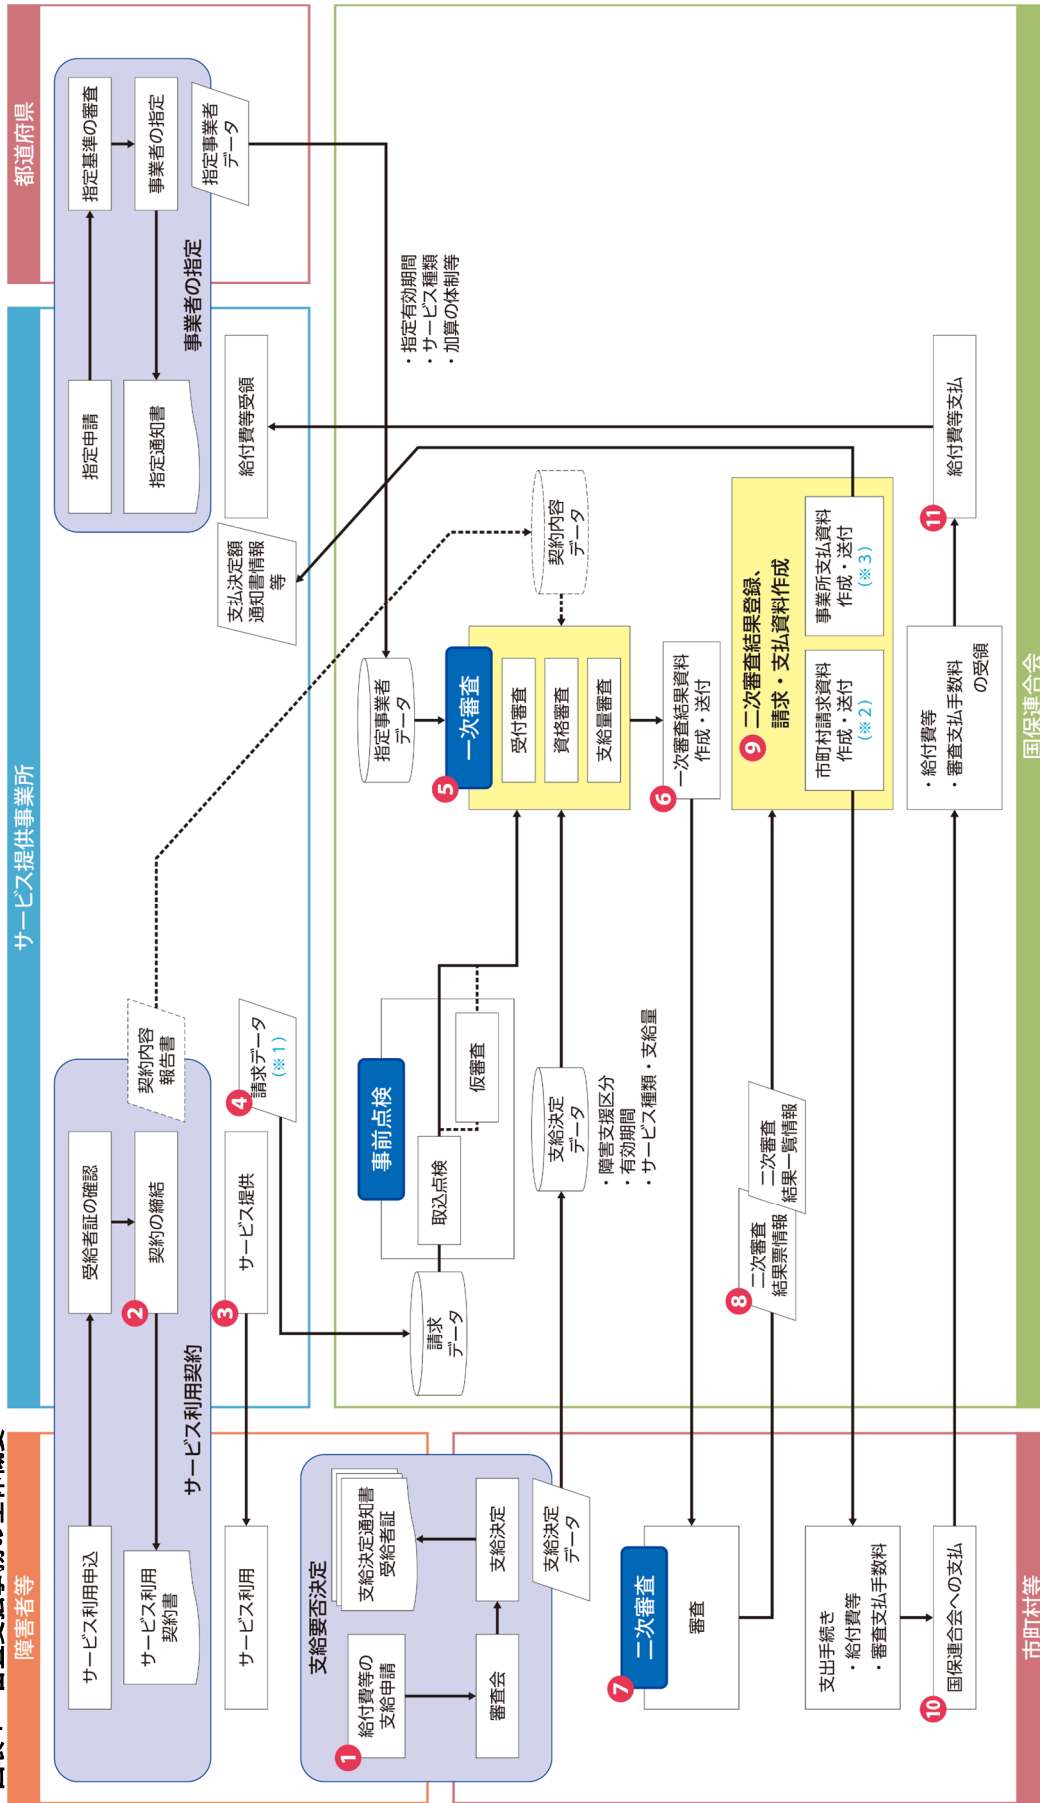 障害者等
サービス提供事業所
都道府県
サービス利用申込
受給者証の確認
契約の締結
2
サービス利用
契約書
サービス利用契約
契約内容
報告書
サービス利用
3
サービス提供
4
請求データ
(※1)
指定申請
指定基準の審査
事業者の指定
指定通知書
事業者の指定
指定事業者
データ
支払決定額
通知書情報
等
給付費等受領
支給要否決定
1
給付費等の
支給申請
審査会
支給決定
支給決定通知書
受給者証
支給決定
データ
請求
データ
事前点検
取込点検
仮審査
支給決定
データ
・障害支援区分
・有効期間
・サービス種類・支給量
指定事業者
データ
・指定有効期間
・サービス種類
・加算の体制等
5
一次審査
受付審査
資格審査
支給量審査
契約内容
データ
6
一次審査結果資料
作成・送付
7
二次審査
審査
8
二次審査
結果票情報
二次審査
結果一覧情報
9
二次審査結果登録、
請求・支払資料作成
市町村請求資料
作成・送付
(※2)
事業所支払資料
作成・送付
(※3)
支出手続き
・給付費等
・審査支払手数料
10
国保連合会への支払
・給付費等
・審査支払手数料
の受領
11
給付費等支払
市町村等
国保連合会